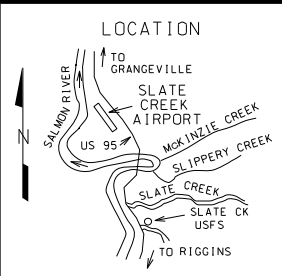 LOCATION
TO
GRANGEVILLE
SLATE
CREEK
AIRPORT
SALMON RIVER
N
US 95
McKINZIE CREEK
SLIPPERY CREEK
SLATE CREEK
SLATE CK
USFS
TO RIGGINS